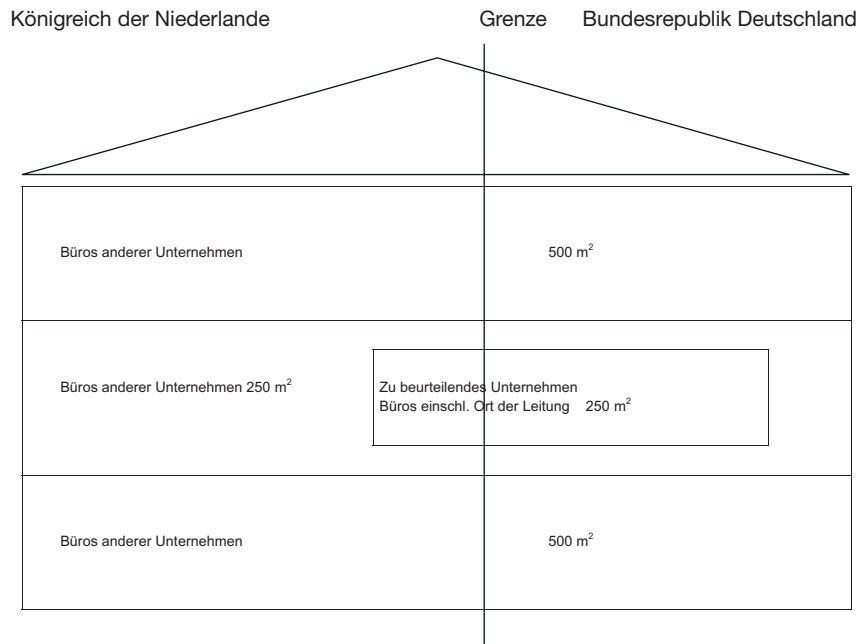 Königreich der Niederlande Grenze Bundesrepublik Deutschland
Büros anderer Unternehmen 500 m²
Büros anderer Unternehmen 250 m² Zu beurteilendes Unternehmen
Büros einschl. Ort der Leitung 250 m²
Büros anderer Unternehmen 500 m²